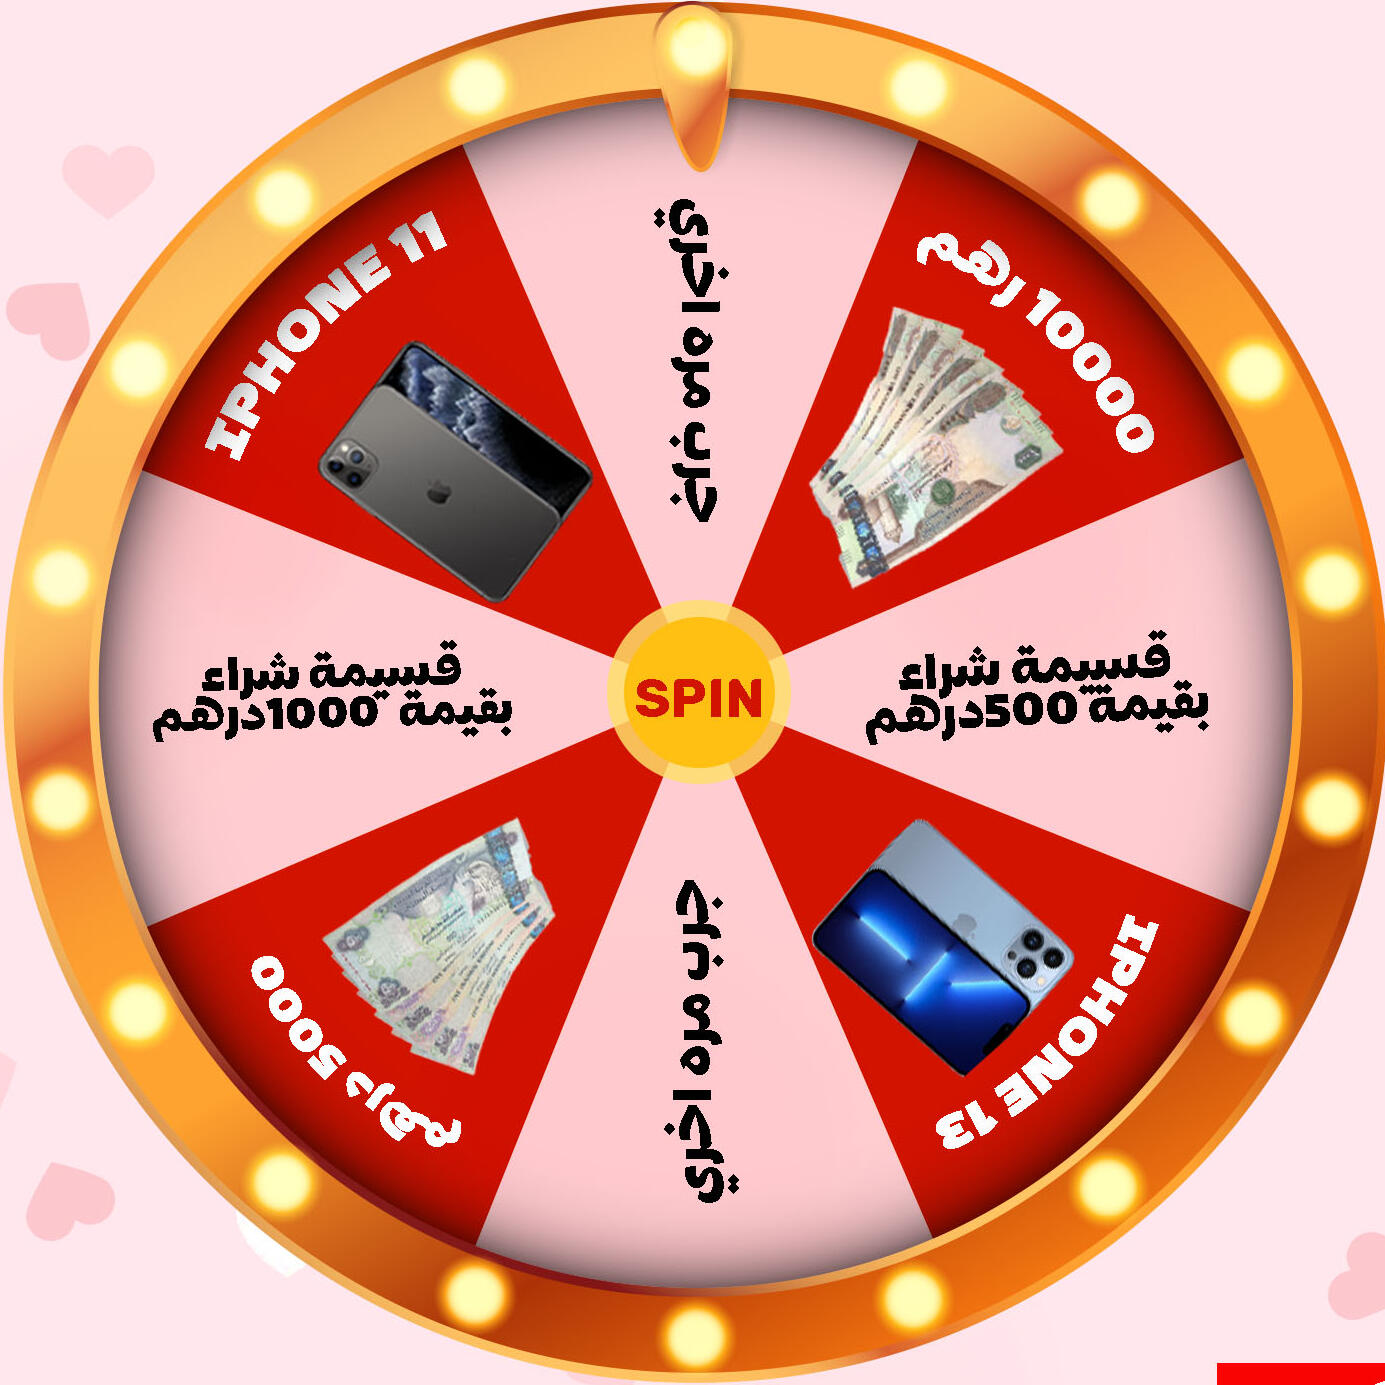 جرب مره اخري
10000 رهم
قسيمة شراء
بقيمة 500درهم
IPHONE 13
جرب مره اخري
5000 درهم
قسيمة شراء
بقيمة 1000درهم
IPHONE 11
SPIN